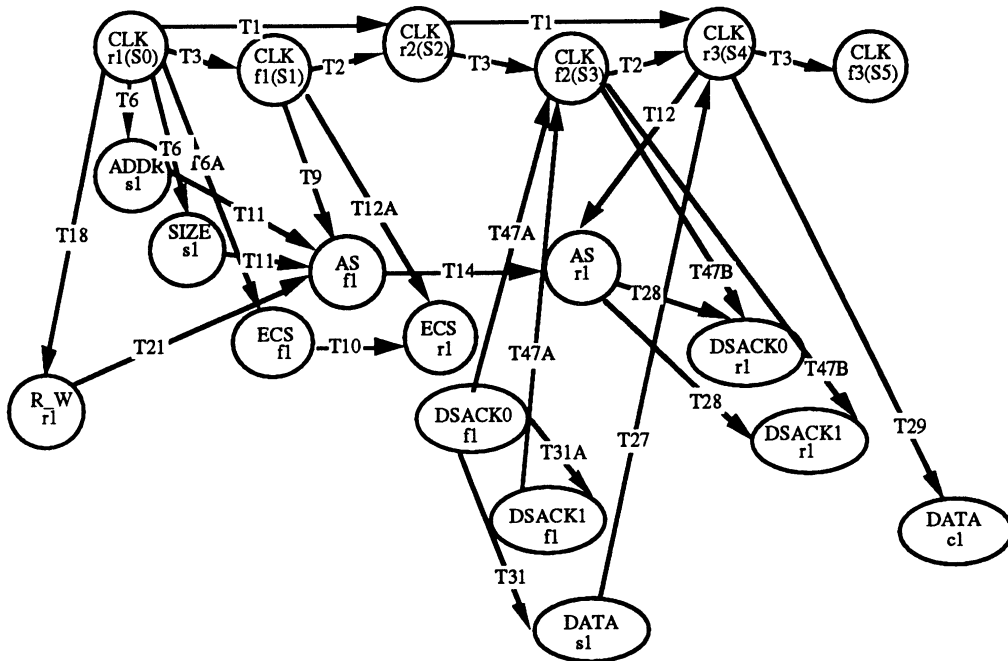 T1
T1
CLK
r1(S0)
T3
CLK
f1(S1)
T2
CLK
r2(S2)
T3
CLK
f2(S3)
T2
CLK
r3(S4)
T3
CLK
f3(S5)
T6
T6
T6A
T12
ADDR
s1
T9
T12A
T11
T18
SIZE
s1
T11
T47A
AS
f1
T14
AS
r1
T47B
T28
ECS
f1
T10
ECS
r1
T21
T47A
DSACK0
r1
T47B
R_W
r1
T28
DSACK0
f1
DSACK1
r1
T29
T27
T31A
DSACK1
f1
DATA
c1
T31
DATA
s1